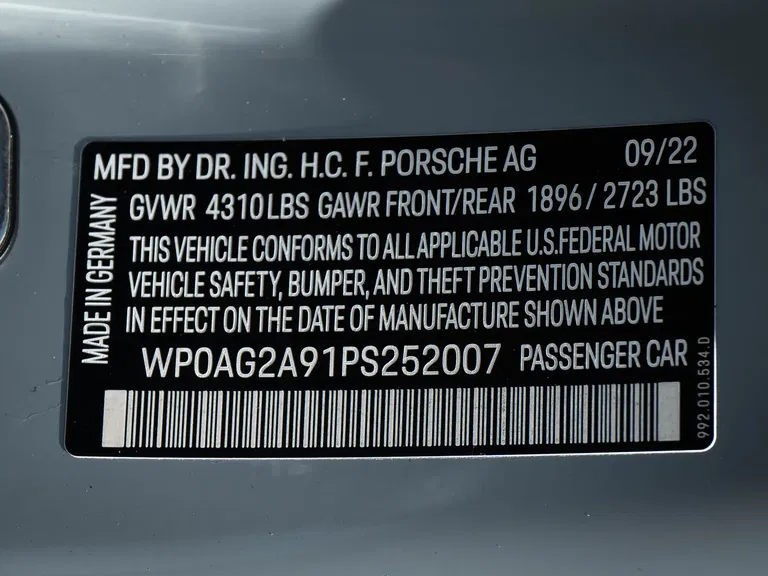 MFD BY DR. ING. H.C. F. PORSCHE AG 09/22
GVWR 4310LBS GAWR FRONT/REAR 1896/2723 LBS
THIS VEHICLE CONFORMS TO ALL APPLICABLE U.S.FEDERAL MOTOR
VEHICLE SAFETY, BUMPER, AND THEFT PREVENTION STANDARDS
IN EFFECT ON THE DATE OF MANUFACTURE SHOWN ABOVE
WP0AG2A91PS252007 PASSENGER CAR
MADE IN GERMANY
992.010.534.D